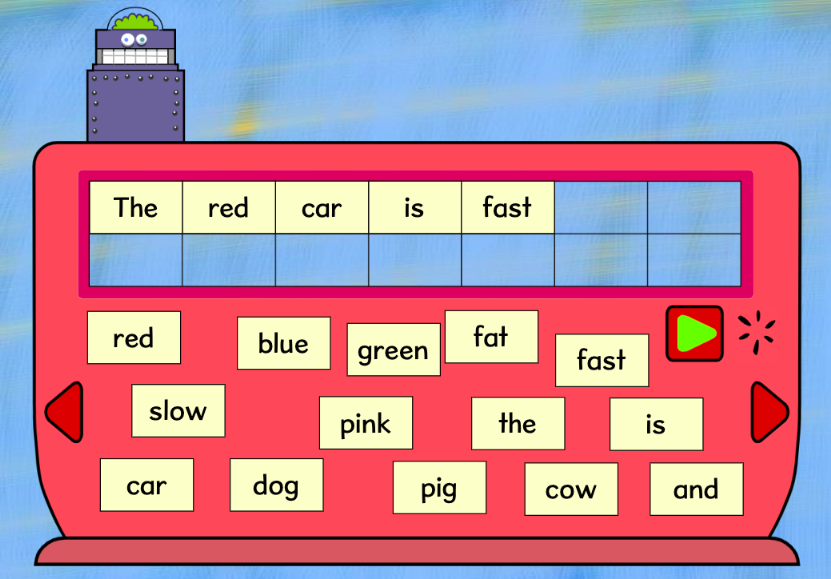 The red car is fast
red blue green fat fast
slow pink the is
car dog pig cow and